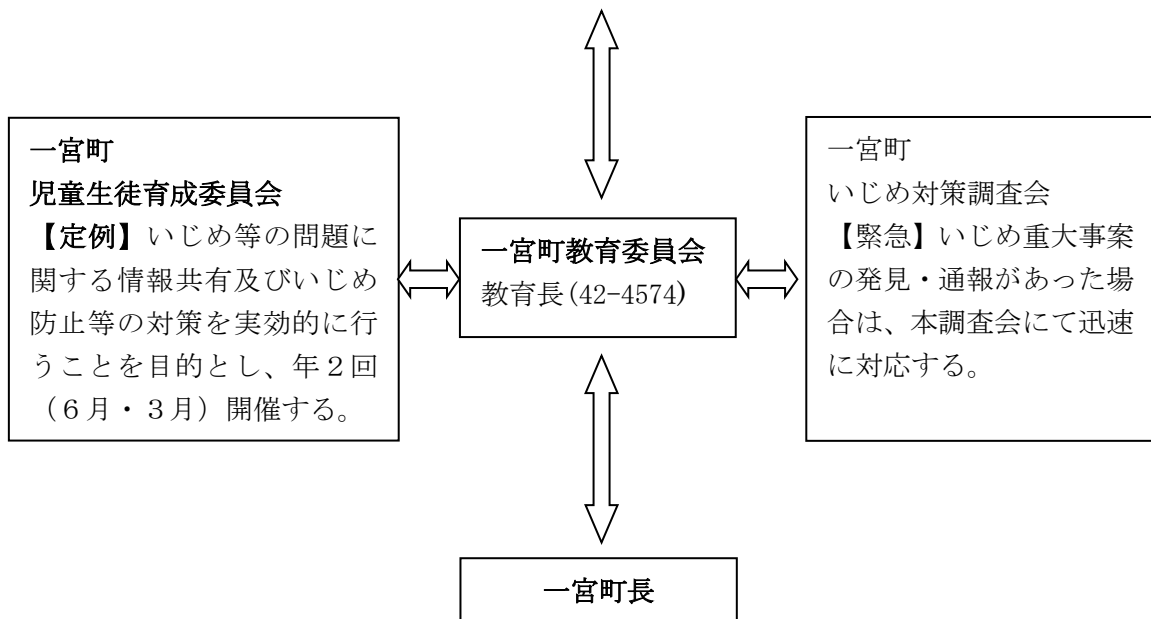 一宮町
児童生徒育成委員会
【定例】いじめ等の問題に
関する情報共有及びいじめ
防止等の対策を実効的に行
うことを目的とし、年２回
（６月・３月）開催する。
一宮町教育委員会
教育長(42-4574)
一宮町
いじめ対策調査会
【緊急】いじめ重大事案
の発見・通報があった場
合は、本調査会にて迅速
に対応する。
一宮町長